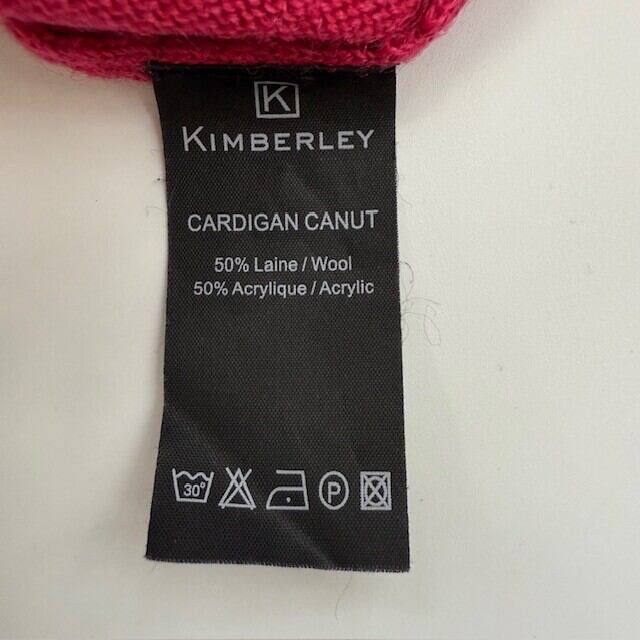 K
KIMBERLEY
CARDIGAN CANUT
50% Laine / Wool
50% Acrylique / Acrylic
30° P